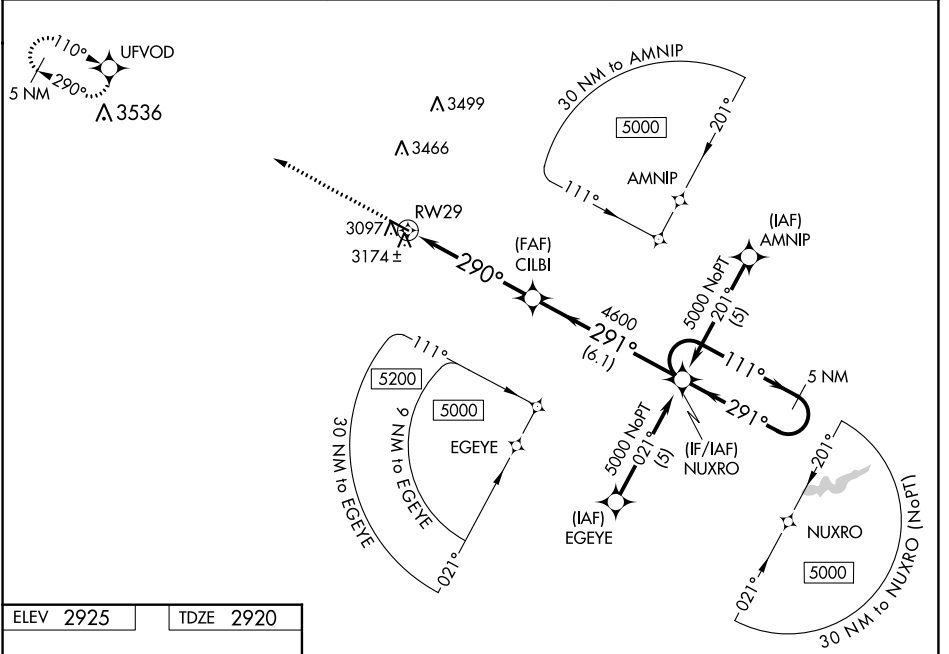 110°
UFVOD
290°
5 NM
3536
3499
3466
30 NM to AMNIP
5000
201°
AMNIP
111°
RW29
3097
3174 ±
290°
(FAF)
CILBI
(IAF)
AMNIP
5000 NoPT
201°
(5)
4600
291°
(6.1)
111°
5 NM
291°
(IF/IAF)
NUXRO
5000 NoPT
021°
(5)
(IAF)
EGEYE
111°
5200
5000
EGEYE
9 NM to EGEYE
30 NM to EGEYE
021°
201°
NUXRO
5000
021°
30 NM to NUXRO (NoPT)
ELEV 2925
TDZE 2920